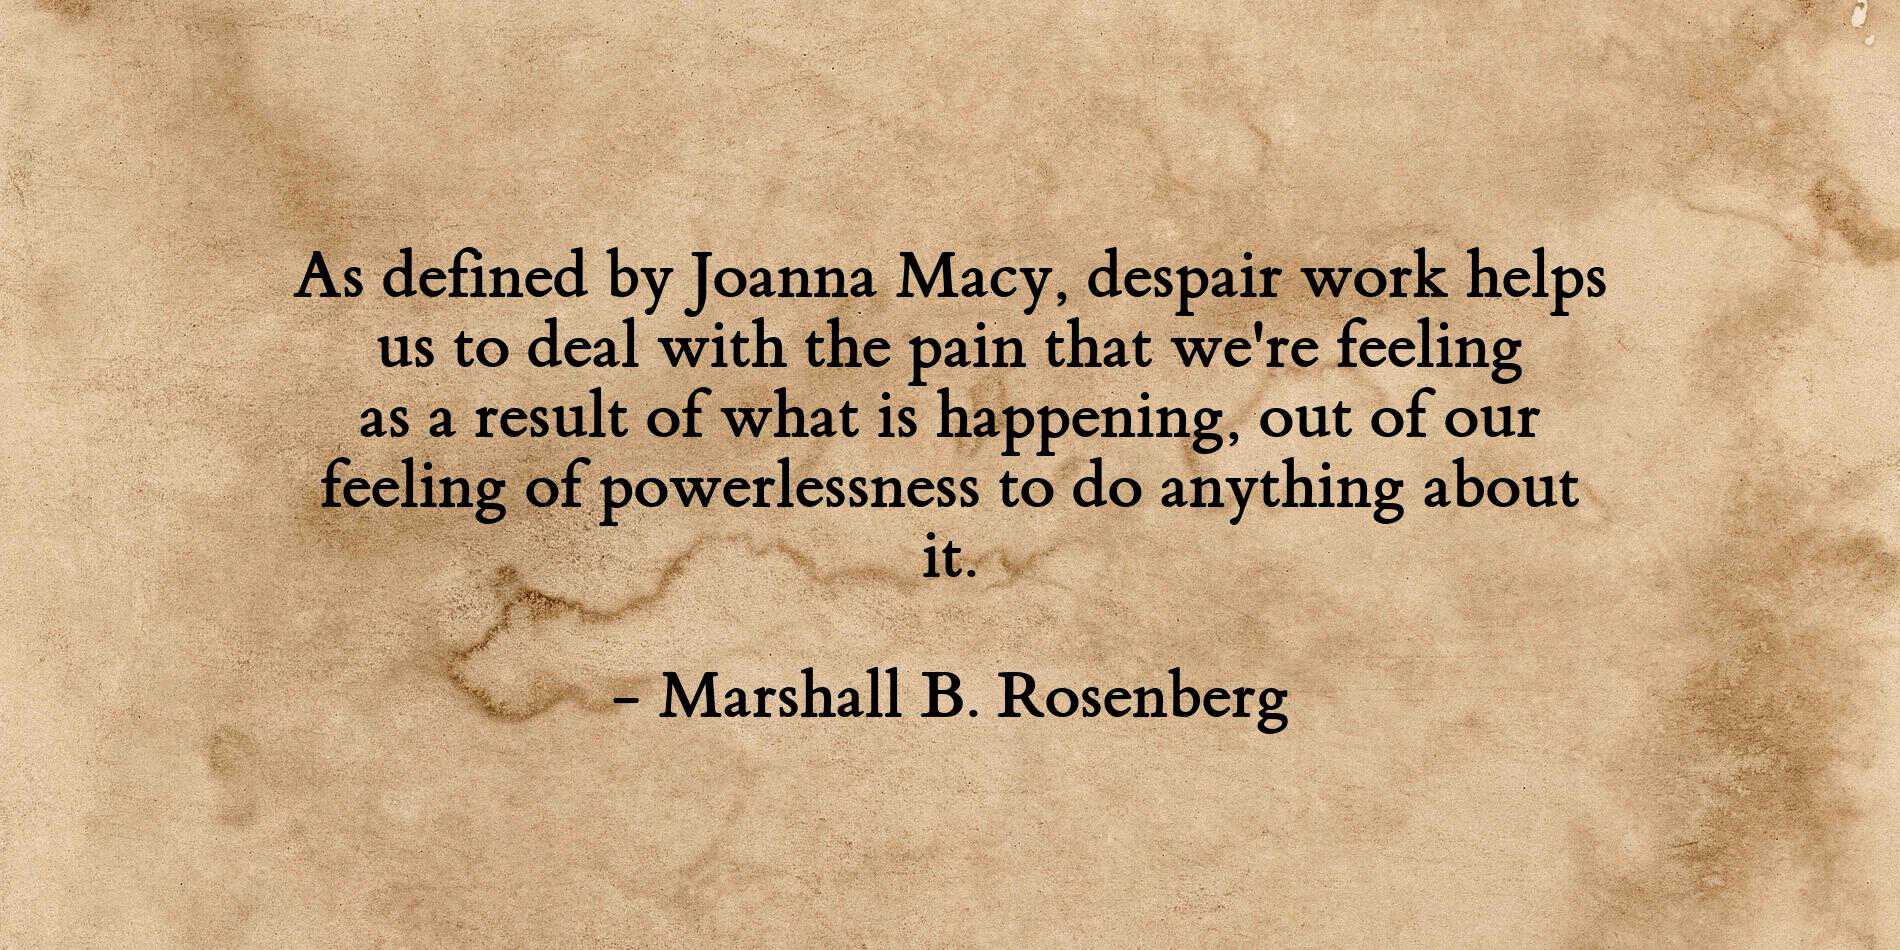 As defined by Joanna Macy, despair work helps
us to deal with the pain that we're feeling
as a result of what is happening, out of our
feeling of powerlessness to do anything about
it.
- Marshall B. Rosenberg